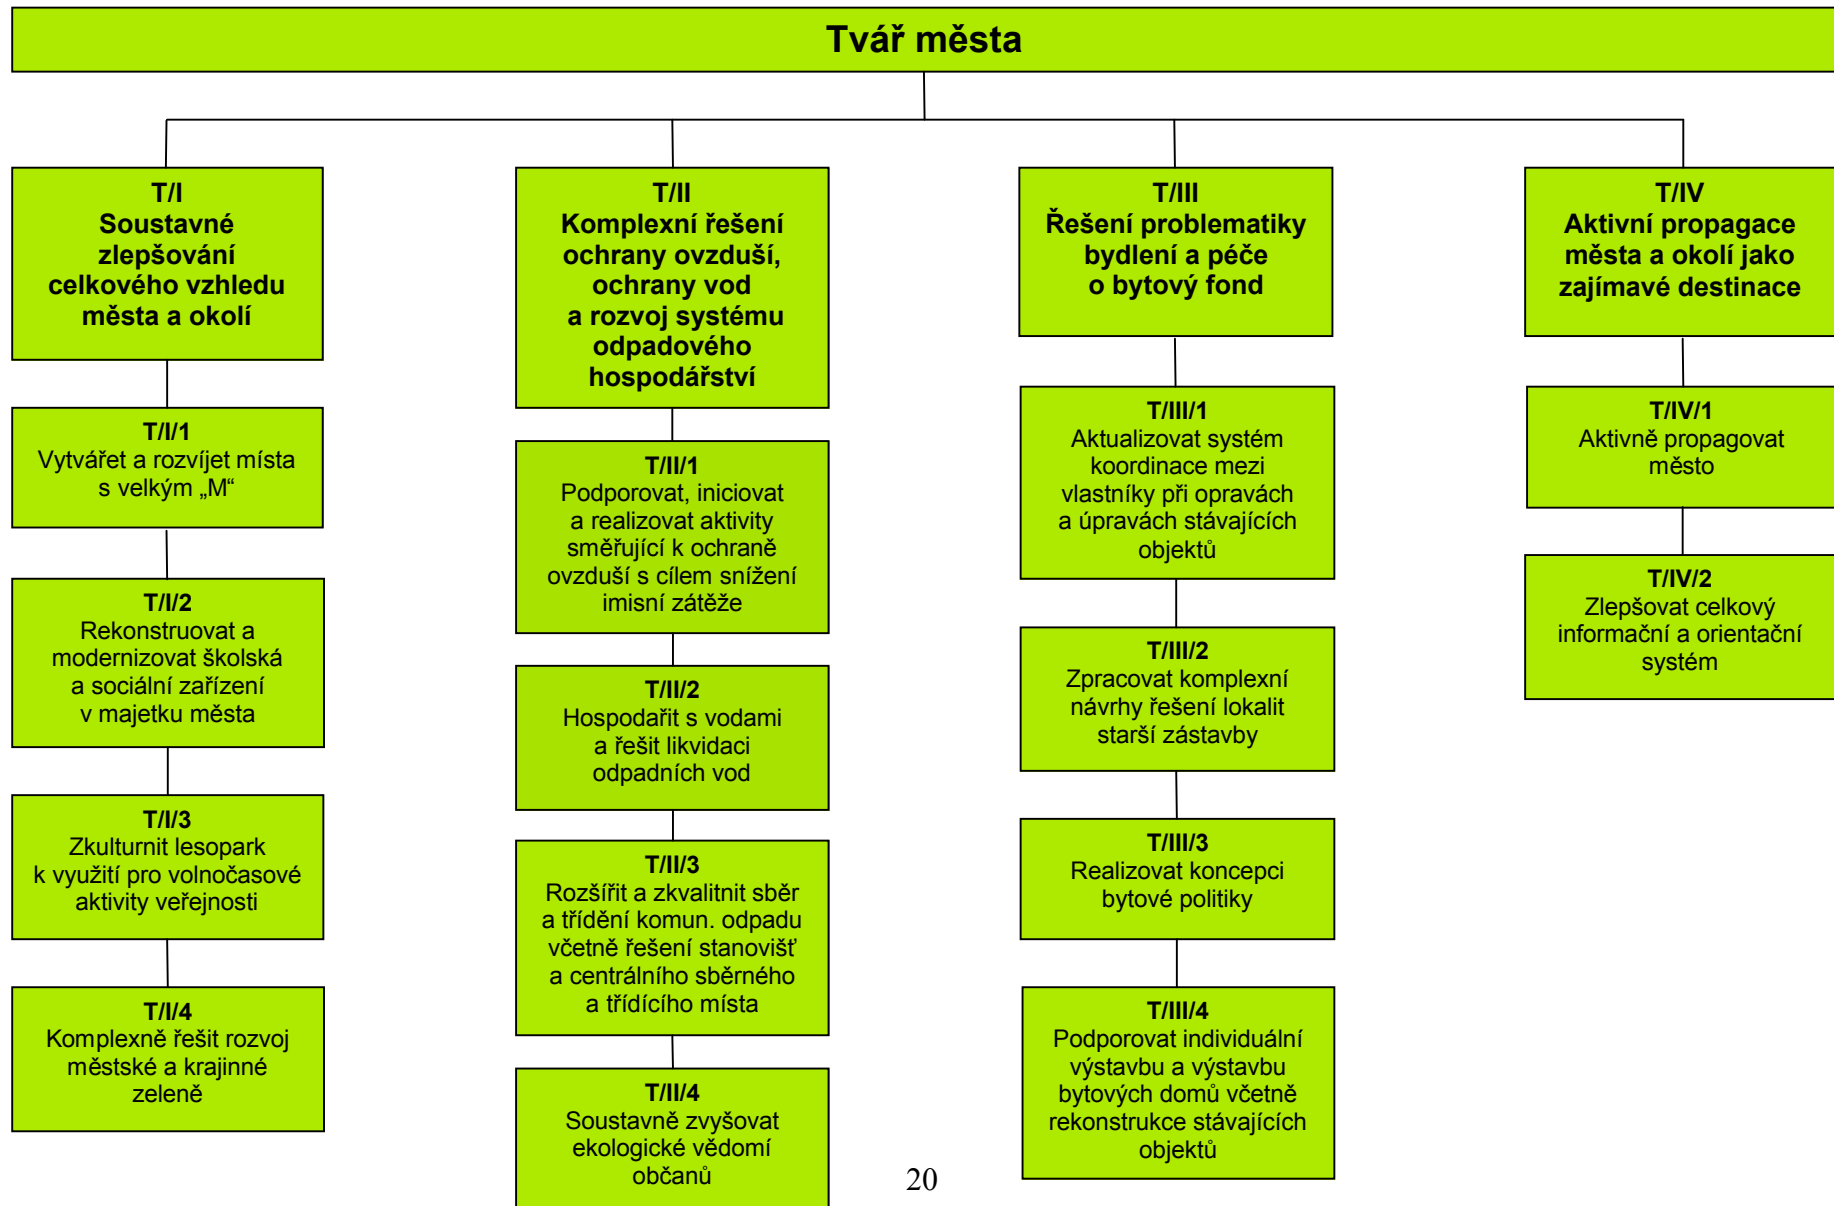 Tvář města
T/I
Soustavné
zlepšování
celkového vzhledu
města a okolí
T/I/1
Vytvářet a rozvíjet místa
s velkým „M“
T/I/2
Rekonstruovat a
modernizovat školská
a sociální zařízení
v majetku města
T/I/3
Zkulturnit lesopark
k využití pro volnočasové
aktivity veřejnosti
T/I/4
Komplexně řešit rozvoj
městské a krajinné
zeleně
T/II
Komplexní řešení
ochrany ovzduší,
ochrany vod
a rozvoj systému
odpadového
hospodářství
T/II/1
Podporovat, iniciovat
a realizovat aktivity
směřující k ochraně
ovzduší s cílem snížení
imisní zátěže
T/II/2
Hospodařit s vodami
a řešit likvidaci
odpadních vod
T/II/3
Rozšířit a zkvalitnit sběr
a třídění komun. odpadu
včetně řešení stanovišť
a centrálního sběrného
a třídícího místa
T/II/4
Soustavně zvyšovat
ekologické vědomí
občanů
T/III
Řešení problematiky
bydlení a péče
o bytový fond
T/III/1
Aktualizovat systém
koordinace mezi
vlastníky při opravách
a úpravách stávajících
objektů
T/III/2
Zpracovat komplexní
návrhy řešení lokalit
starší zástavby
T/III/3
Realizovat koncepci
bytové politiky
T/III/4
Podporovat individuální
výstavbu a výstavbu
bytových domů včetně
rekonstrukce stávajících
objektů
T/IV
Aktivní propagace
města a okolí jako
zajímavé destinace
T/IV/1
Aktivně propagovat
město
T/IV/2
Zlepšovat celkový
informační a orientační
systém
20